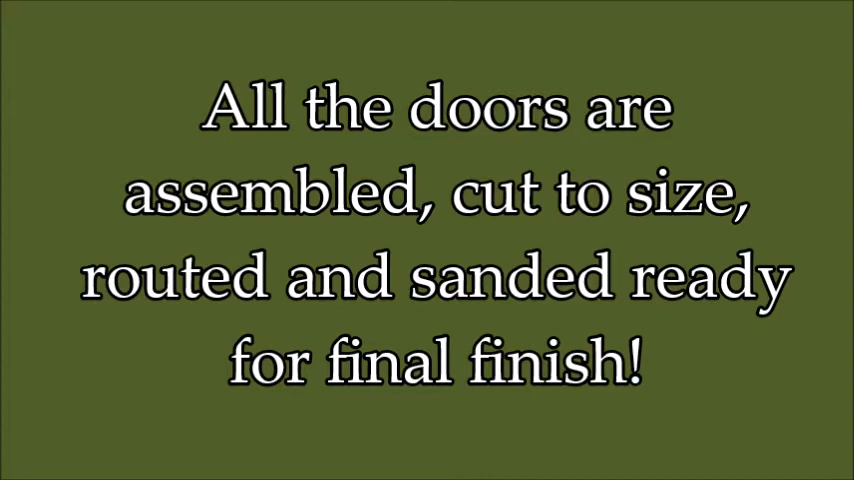 All the doors are
assembled, cut to size,
routed and sanded ready
for final finish!